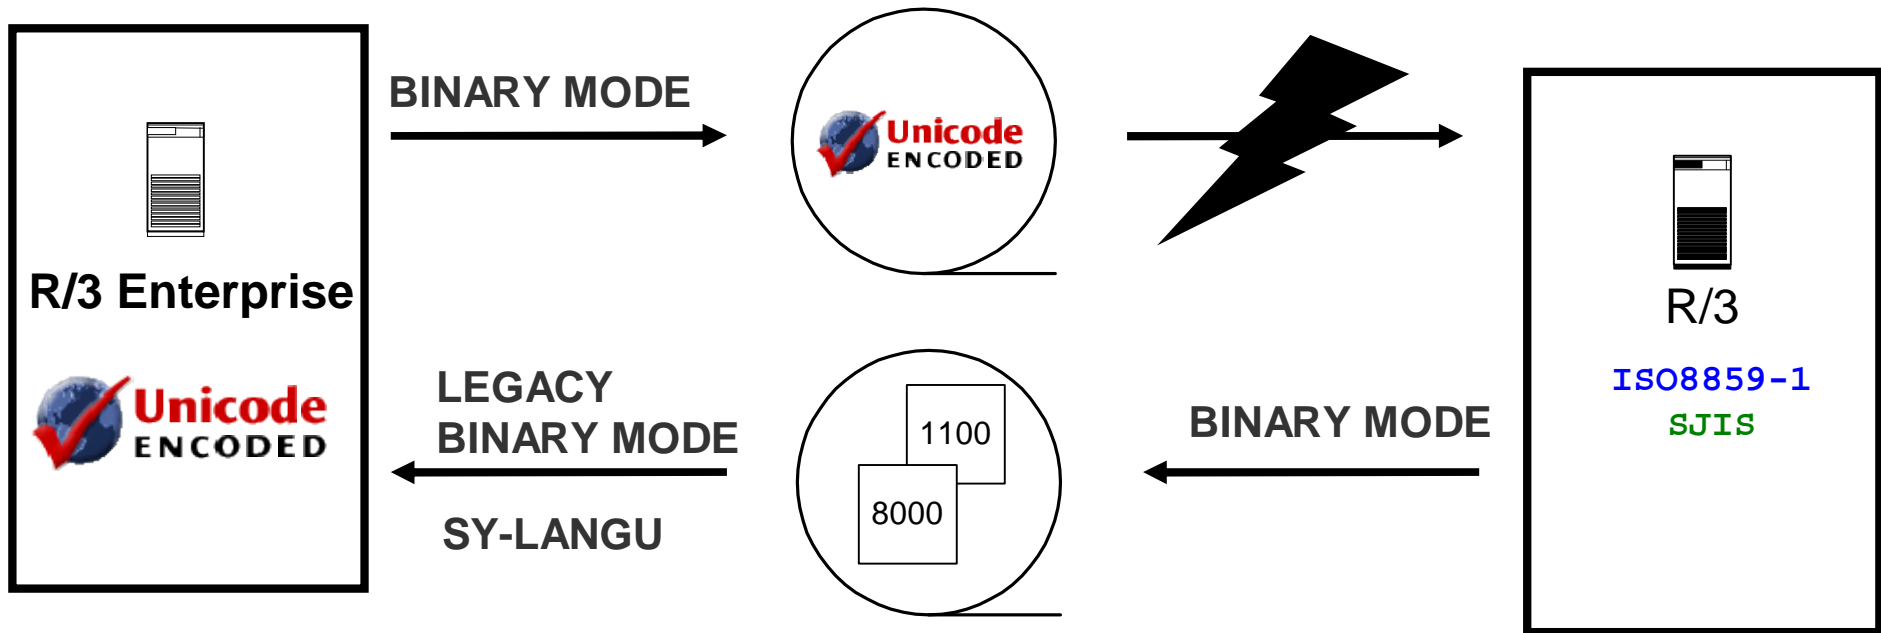 BINARY MODE
Unicode
ENCODED
R/3 Enterprise
Unicode
ENCODED
R/3
ISO8859-1
SJIS
LEGACY
BINARY MODE
SY-LANGU
1100
8000
BINARY MODE